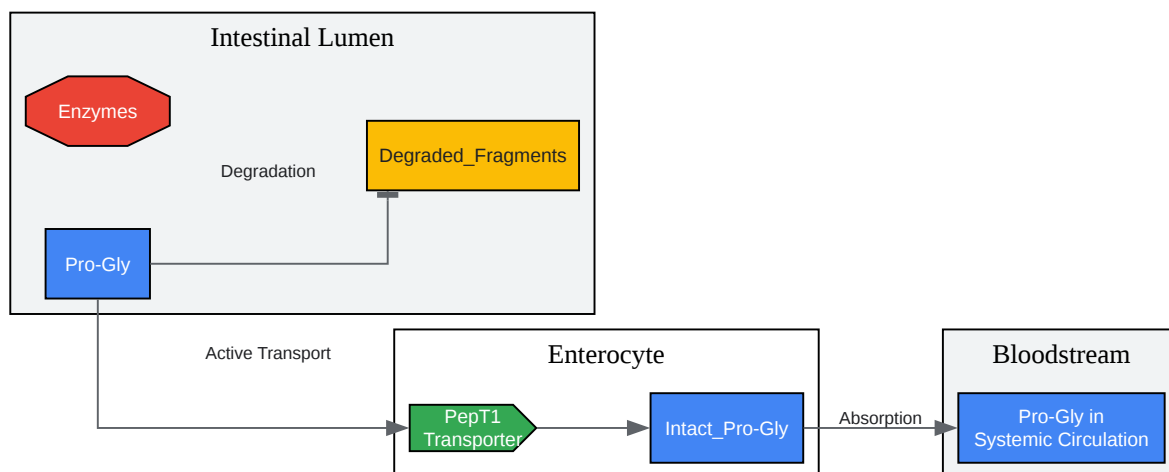 Intestinal Lumen
Enzymes
Degraded_Fragments
Degradation
Pro-Gly
Active Transport
Enterocyte
PepT1
Transporter
Intact_Pro-Gly
Absorption
Bloodstream
Pro-Gly in
Systemic Circulation